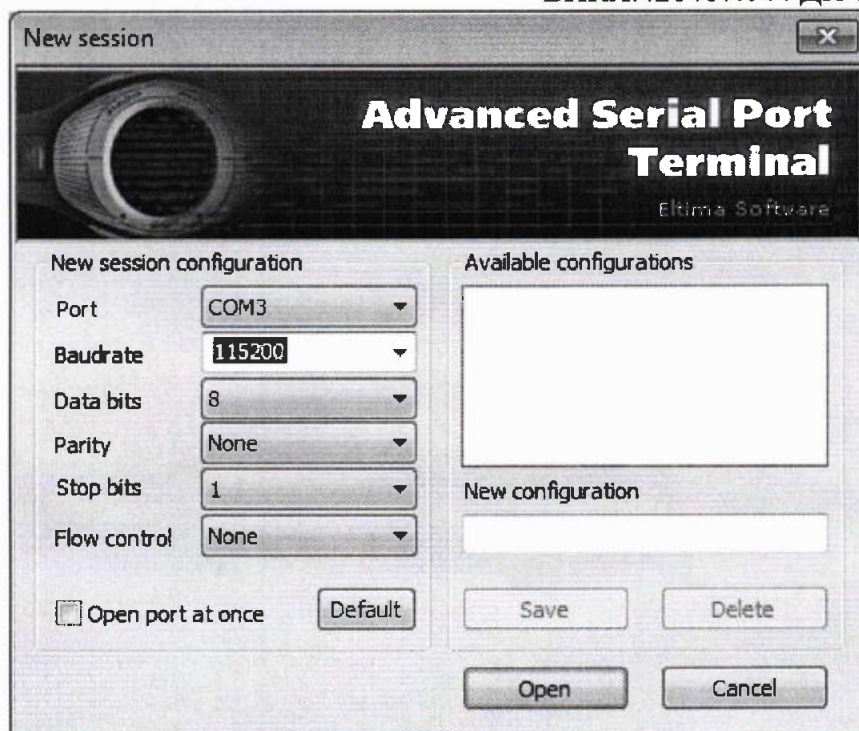 New session
Advanced Serial Port
Terminal
Eltima Software
New session configuration
Port COM3
Baudrate 115200
Data bits 8
Parity None
Stop bits 1
Flow control None
Open port at once Default
Available configurations
New configuration
Save Delete
Open Cancel